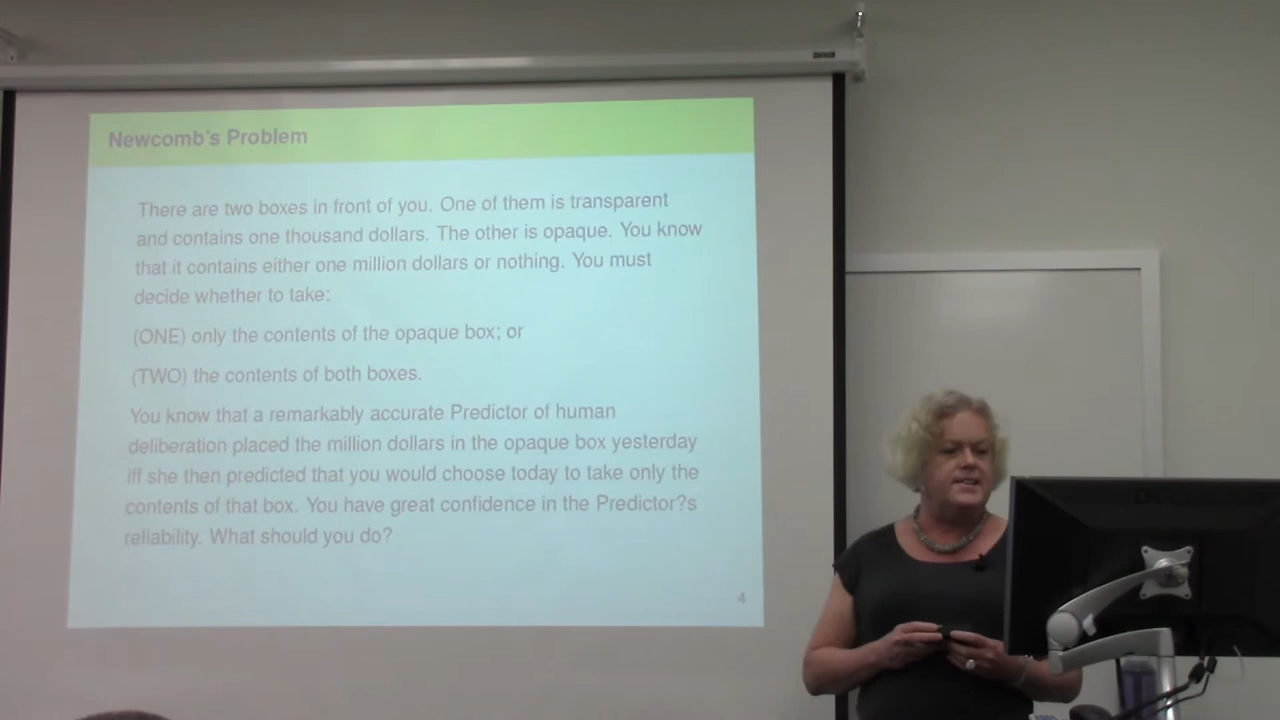 Newcomb's Problem
There are two boxes in front of you. One of them is transparent
and contains one thousand dollars. The other is opaque. You know
that it contains either one million dollars or nothing. You must
decide whether to take:
(ONE) only the contents of the opaque box; or
(TWO) the contents of both boxes.
You know that a remarkably accurate Predictor of human
deliberation placed the million dollars in the opaque box yesterday
iff she then predicted that you would choose today to take only the
contents of that box. You have great confidence in the Predictor?s
reliability. What should you do?
4